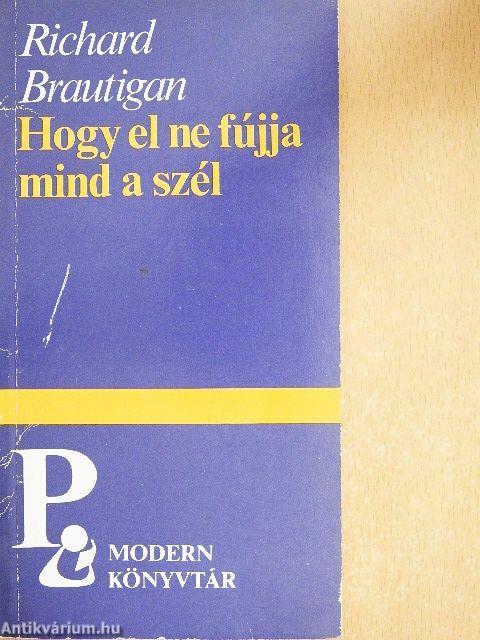 Richard
Brautigan
Hogy el ne fújja
mind a szél
P
MODERN
KÖNYVTÁR
Antikvárium.hu